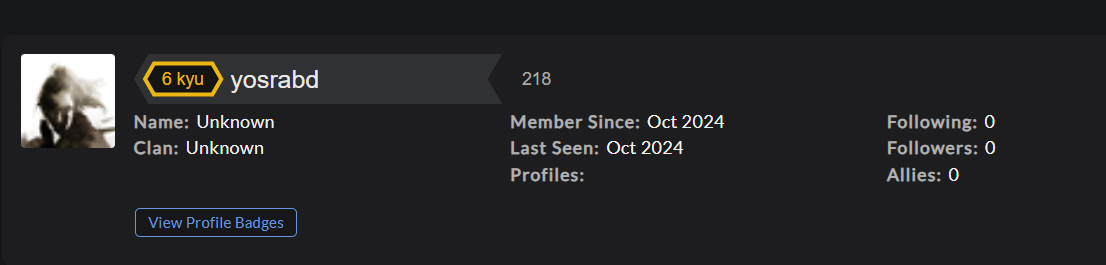 6 kyu yosrabd 218
Name: Unknown Member Since: Oct 2024 Following: 0
Clan: Unknown Last Seen: Oct 2024 Followers: 0
Profiles: Allies: 0
View Profile Badges